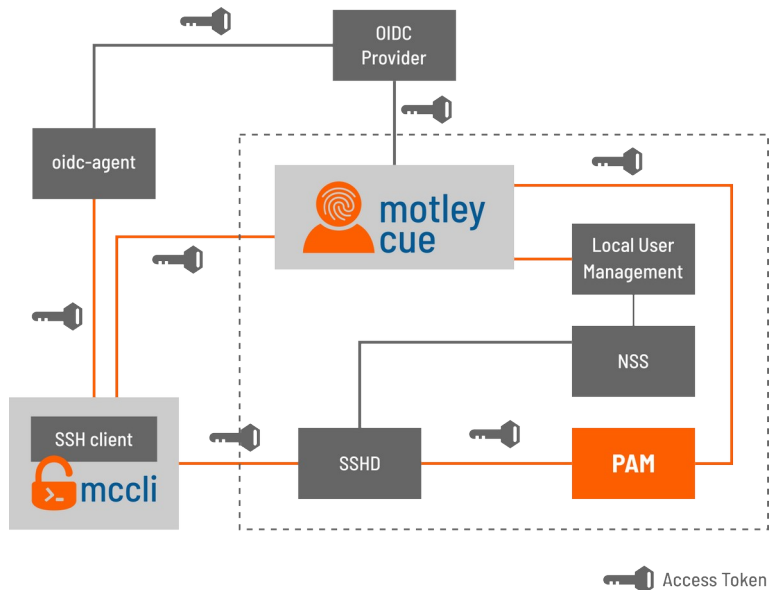 OIDC
Provider
oidc-agent
motley
cue
Local User
Management
NSS
SSH client
mccli
SSHD
PAM
Access Token